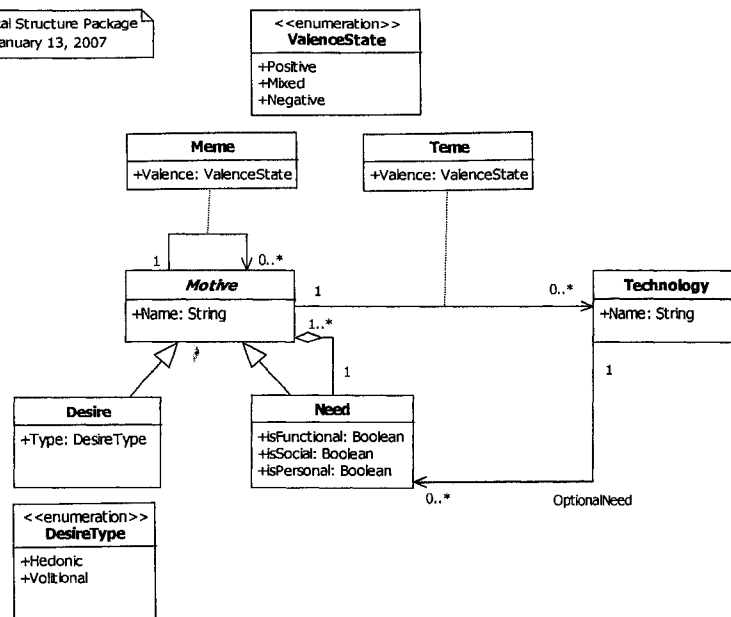 al Structure Package
anuary 13, 2007
<<enumeration>>
ValenceState
+Positive
+Mixed
+Negative
Meme
+Valence: ValenceState
Teme
+Valence: ValenceState
1
0..*
Motive
+Name: String
1
0..*
Technology
+Name: String
1..*
1
1
Desire
+Type: DesireType
Need
+isFunctional: Boolean
+isSocial: Boolean
+isPersonal: Boolean
0..*
OptionalNeed
<<enumeration>>
DesireType
+Hedonic
+Volitional